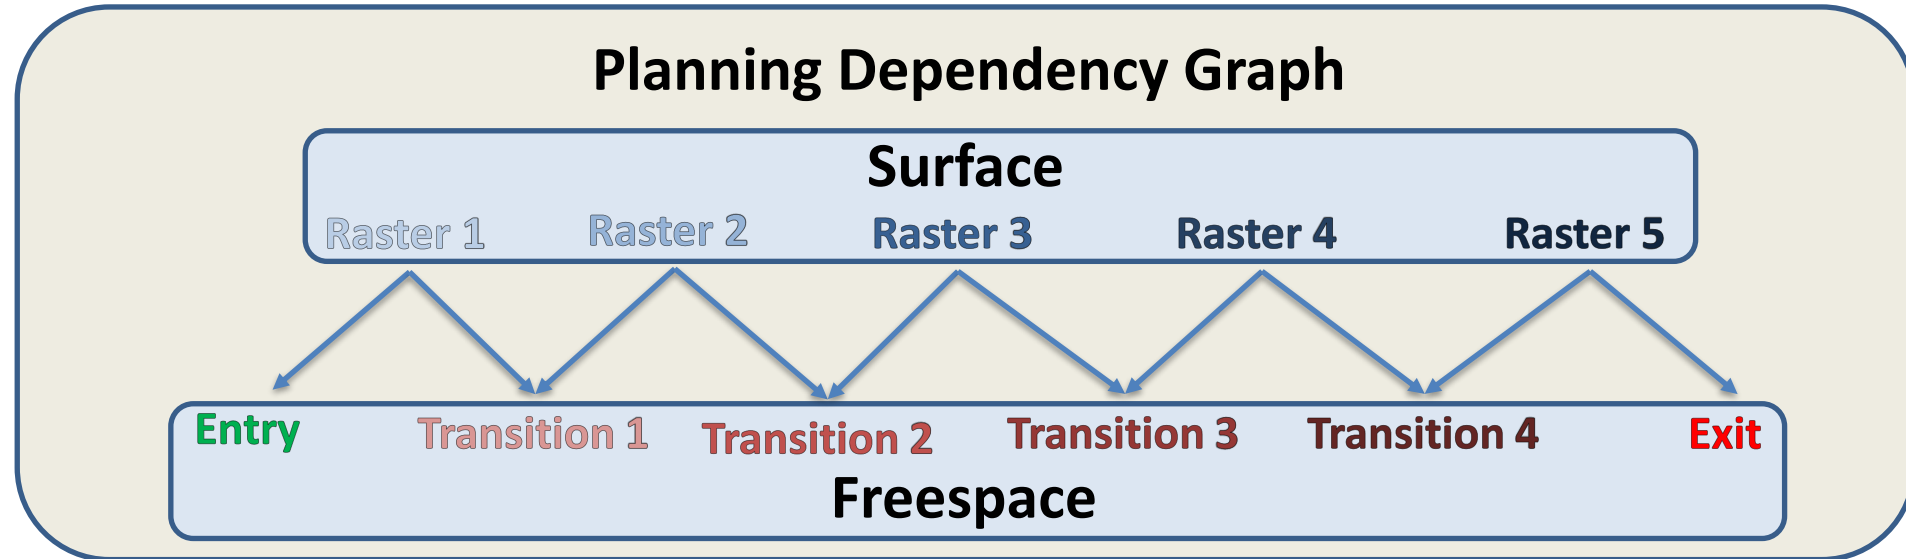 Planning Dependency Graph
Surface
Raster 1 Raster 2 Raster 3 Raster 4 Raster 5
Entry Transition 1 Transition 2 Transition 3 Transition 4 Exit
Freespace